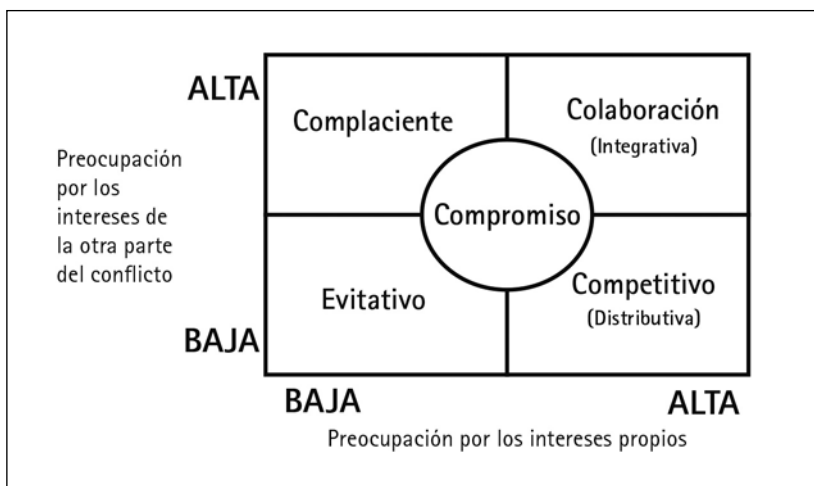 ALTA
Complaciente
Colaboración
(Integrativa)
Preocupación
por los
intereses de
la otra parte
del conflicto
Compromiso
Evitativo
Competitivo
(Distributiva)
BAJA
BAJA
ALTA
Preocupación por los intereses propios